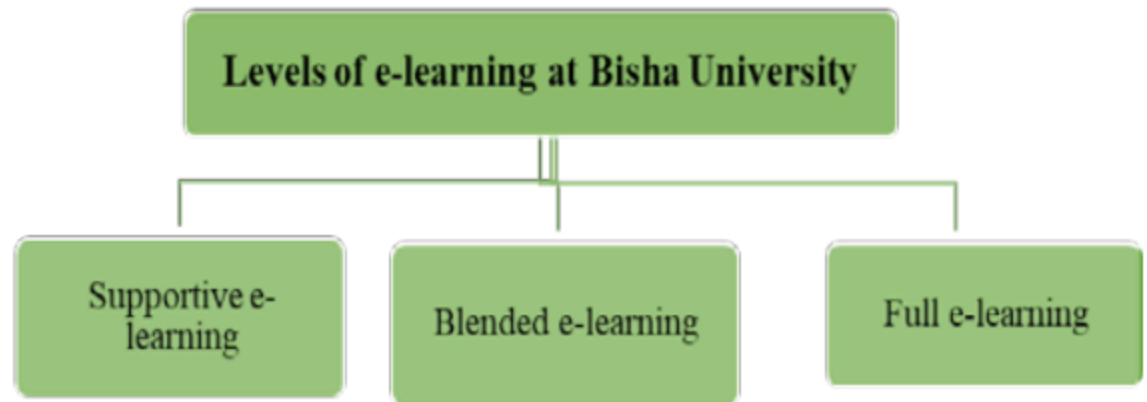 Levels of e-learning at Bisha University
Supportive e-
learning
Blended e-learning
Full e-learning